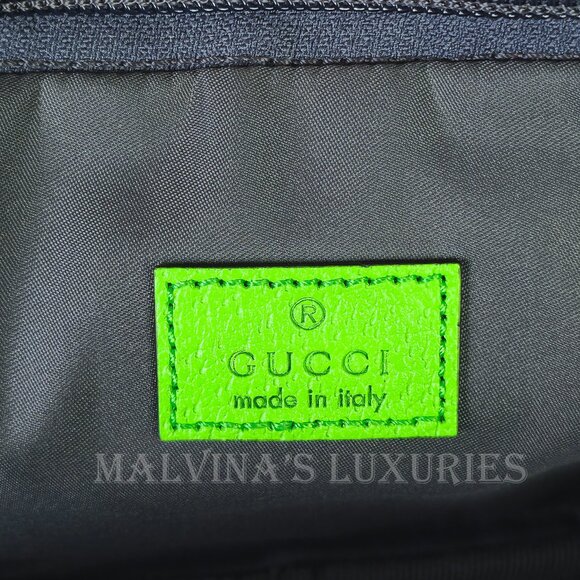 ®
GUCCI
made in italy
MALVINA'S LUXURIES